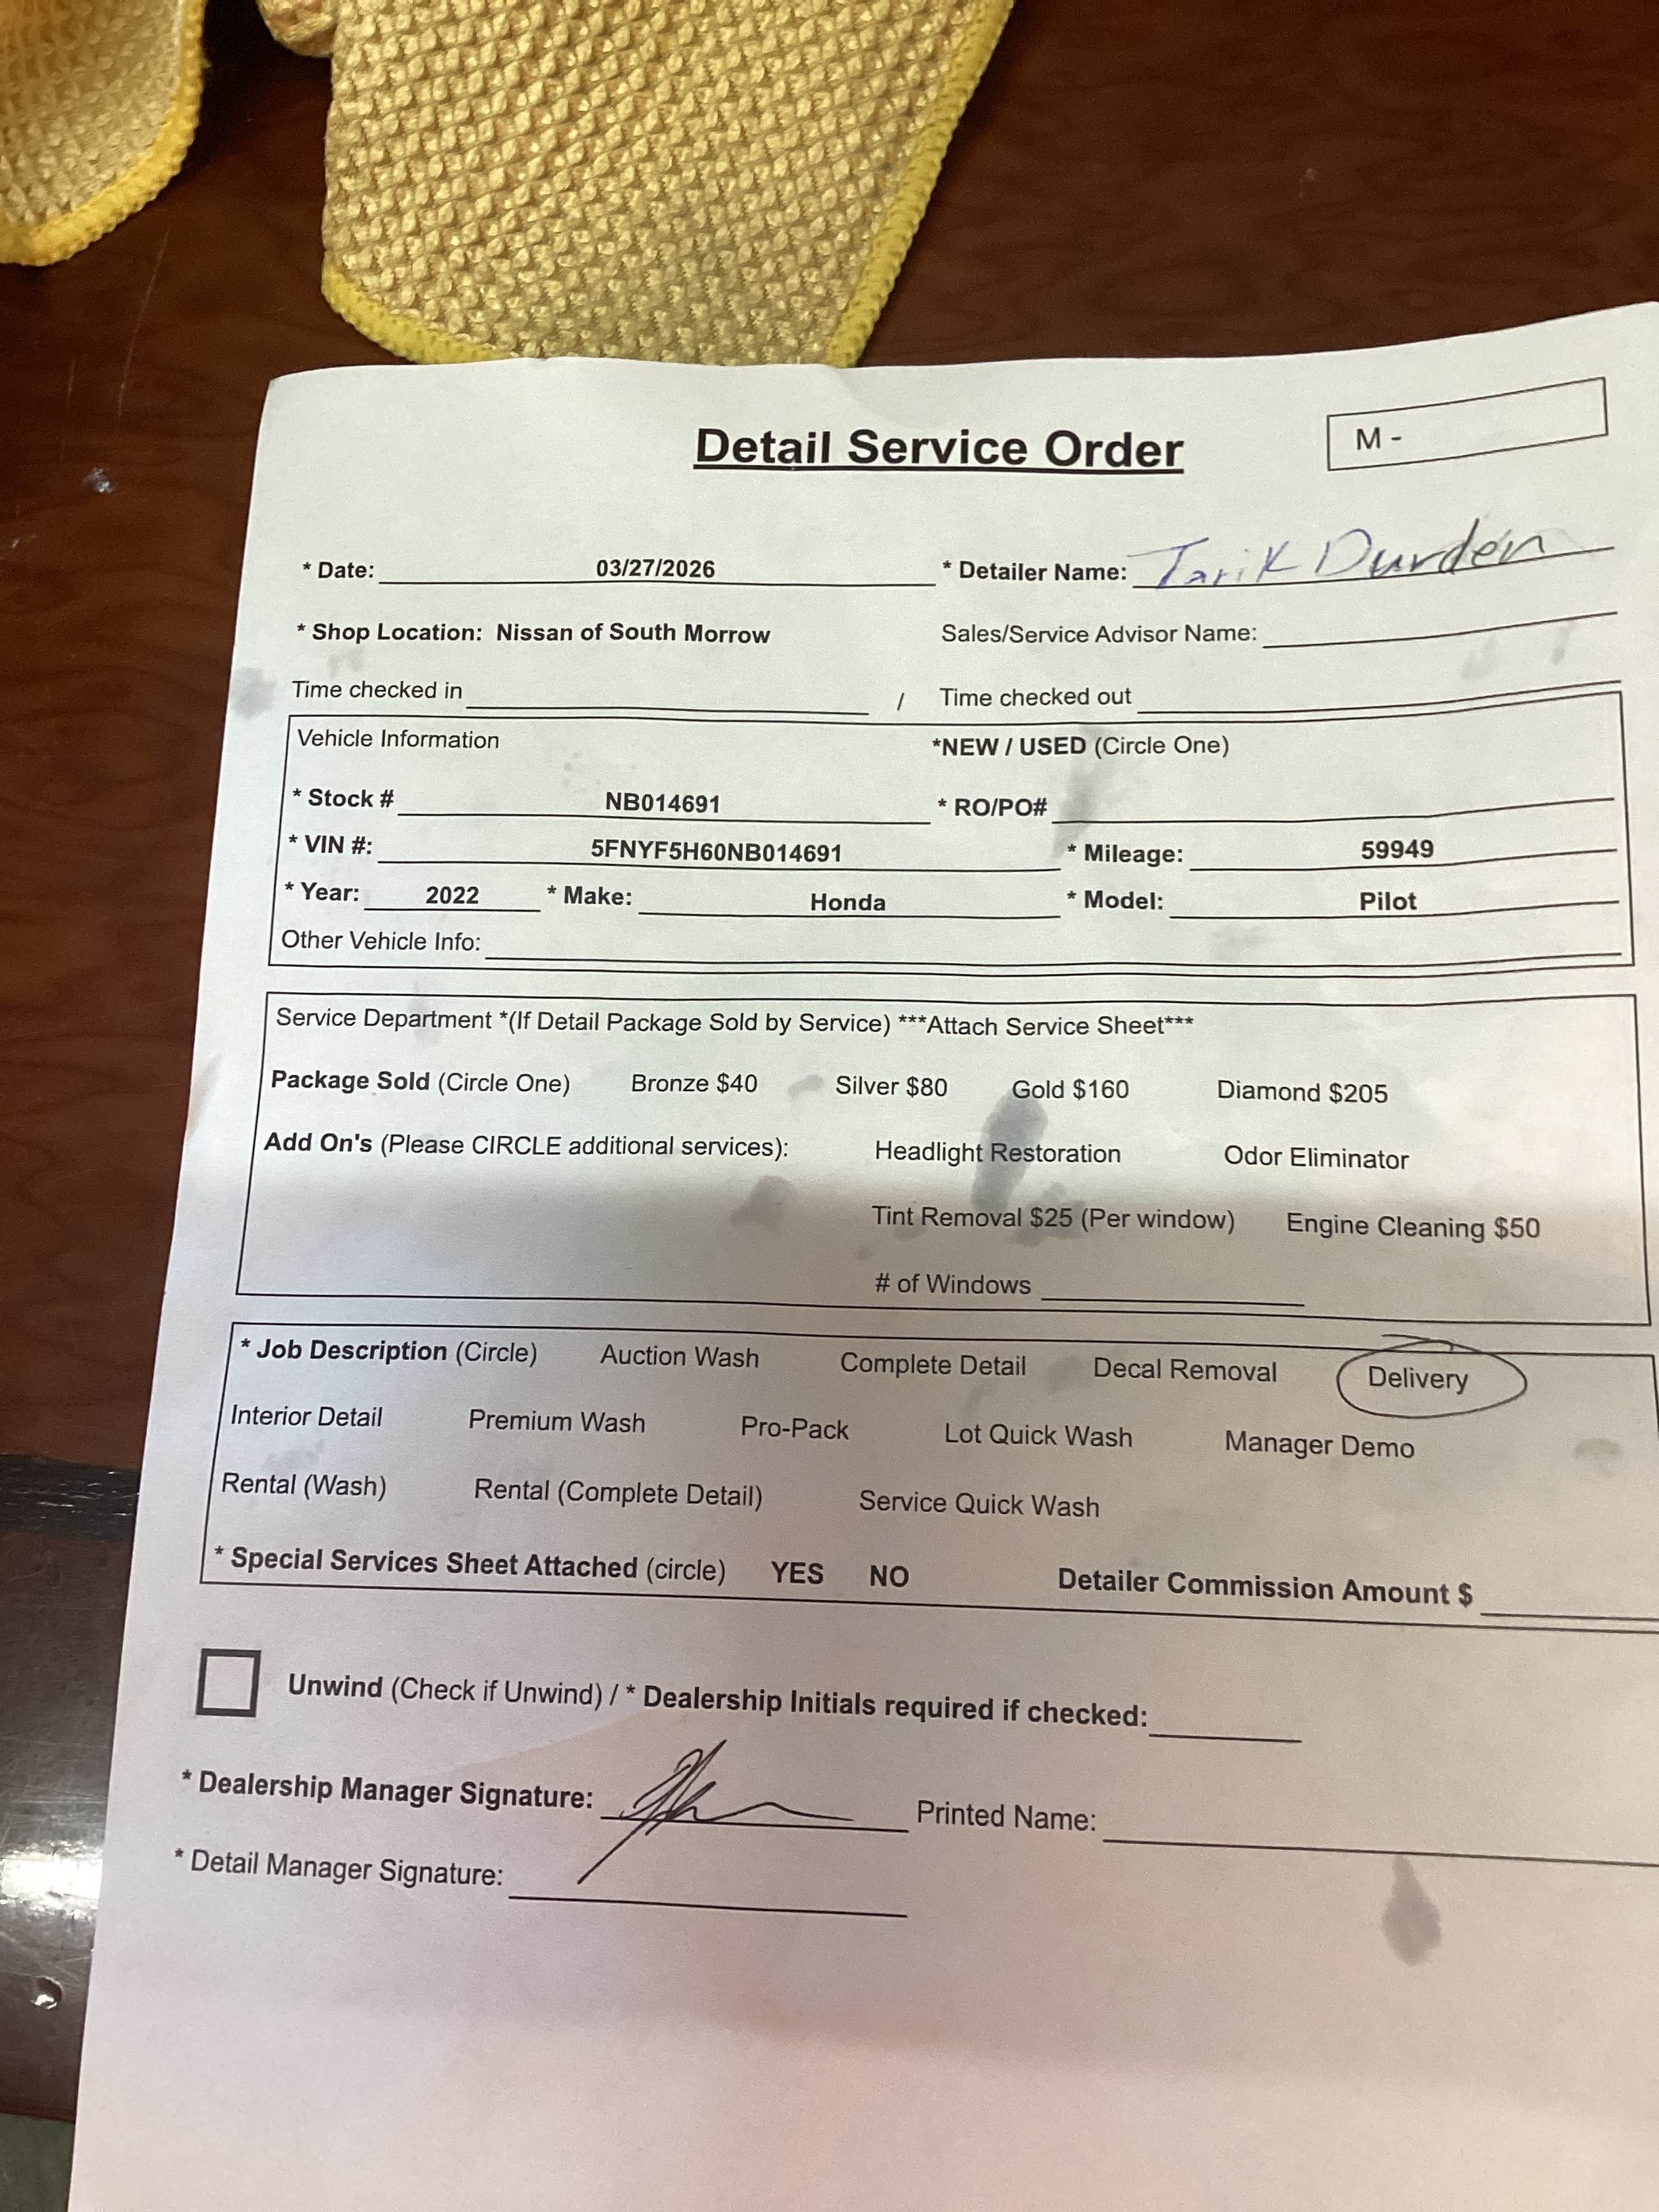 Detail Service Order
M -
* Date: 03/27/2026 * Detailer Name: Tarik Durden
* Shop Location: Nissan of South Morrow Sales/Service Advisor Name:
Time checked in / Time checked out
Vehicle Information *NEW / USED (Circle One)
* Stock # NB014691 * RO/PO#
* VIN #: 5FNYF5H60NB014691 * Mileage: 59949
* Year: 2022 * Make: Honda * Model: Pilot
Other Vehicle Info:
Service Department *(If Detail Package Sold by Service) ***Attach Service Sheet***
Package Sold (Circle One) Bronze $40 Silver $80 Gold $160 Diamond $205
Add On's (Please CIRCLE additional services): Headlight Restoration Odor Eliminator
Tint Removal $25 (Per window) Engine Cleaning $50
# of Windows
* Job Description (Circle) Auction Wash Complete Detail Decal Removal Delivery
Interior Detail Premium Wash Pro-Pack Lot Quick Wash Manager Demo
Rental (Wash) Rental (Complete Detail) Service Quick Wash
* Special Services Sheet Attached (circle) YES NO Detailer Commission Amount $
Unwind (Check if Unwind) / * Dealership Initials required if checked:
* Dealership Manager Signature: Printed Name:
* Detail Manager Signature: